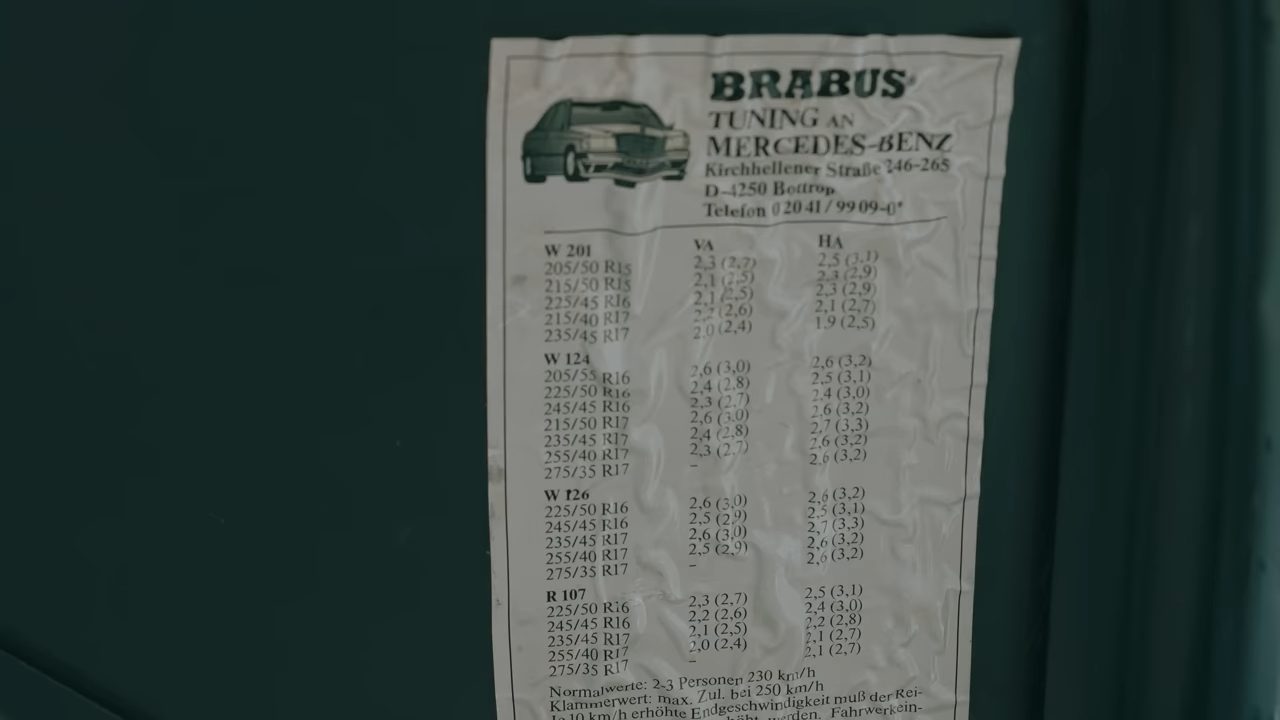 BRABUS
TUNING AN
MERCEDES-BENZ
Kirchhellener Straße 246-265
D-4250 Bottrop
Telefon 0 20 41 / 99 09-0*
W 201 VA HA
205/50 R15 2,3 (2,7) 2,5 (3,1)
215/50 R15 2,1 (2,5) 2,3 (2,9)
225/45 R16 2,1 (2,5) 2,3 (2,9)
215/40 R17 2,2 (2,6) 2,1 (2,7)
235/45 R17 2,0 (2,4) 1,9 (2,5)
W 124
205/55 R16 2,6 (3,0) 2,6 (3,2)
225/50 R16 2,4 (2,8) 2,5 (3,1)
245/45 R16 2,3 (2,7) 2,4 (3,0)
215/50 R17 2,6 (3,0) 2,6 (3,2)
235/45 R17 2,4 (2,8) 2,7 (3,3)
255/40 R17 2,3 (2,7) 2,6 (3,2)
275/35 R17 – 2,6 (3,2)
W 126
225/50 R16 2,6 (3,0) 2,6 (3,2)
245/45 R16 2,5 (2,9) 2,5 (3,1)
235/45 R17 2,6 (3,0) 2,7 (3,3)
255/40 R17 2,5 (2,9) 2,6 (3,2)
275/35 R17 – 2,6 (3,2)
R 107
225/50 R16 2,3 (2,7) 2,5 (3,1)
245/45 R16 2,2 (2,6) 2,4 (3,0)
235/45 R17 2,1 (2,5) 2,2 (2,8)
255/40 R17 2,0 (2,4) 2,1 (2,7)
275/35 R17 – 2,1 (2,7)
Normalwerte: 2-3 Personen 230 km/h
Klammerwert: max. Zul. bei 250 km/h
Je 10 km/h erhöhte Endgeschwindigkeit muß der Rei-
werden. Fahrwerkein-